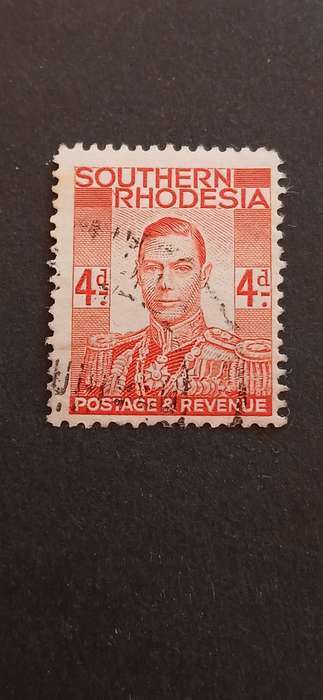 SOUTHERN
RHODESIA
4d. 4d.
POSTAGE & REVENUE